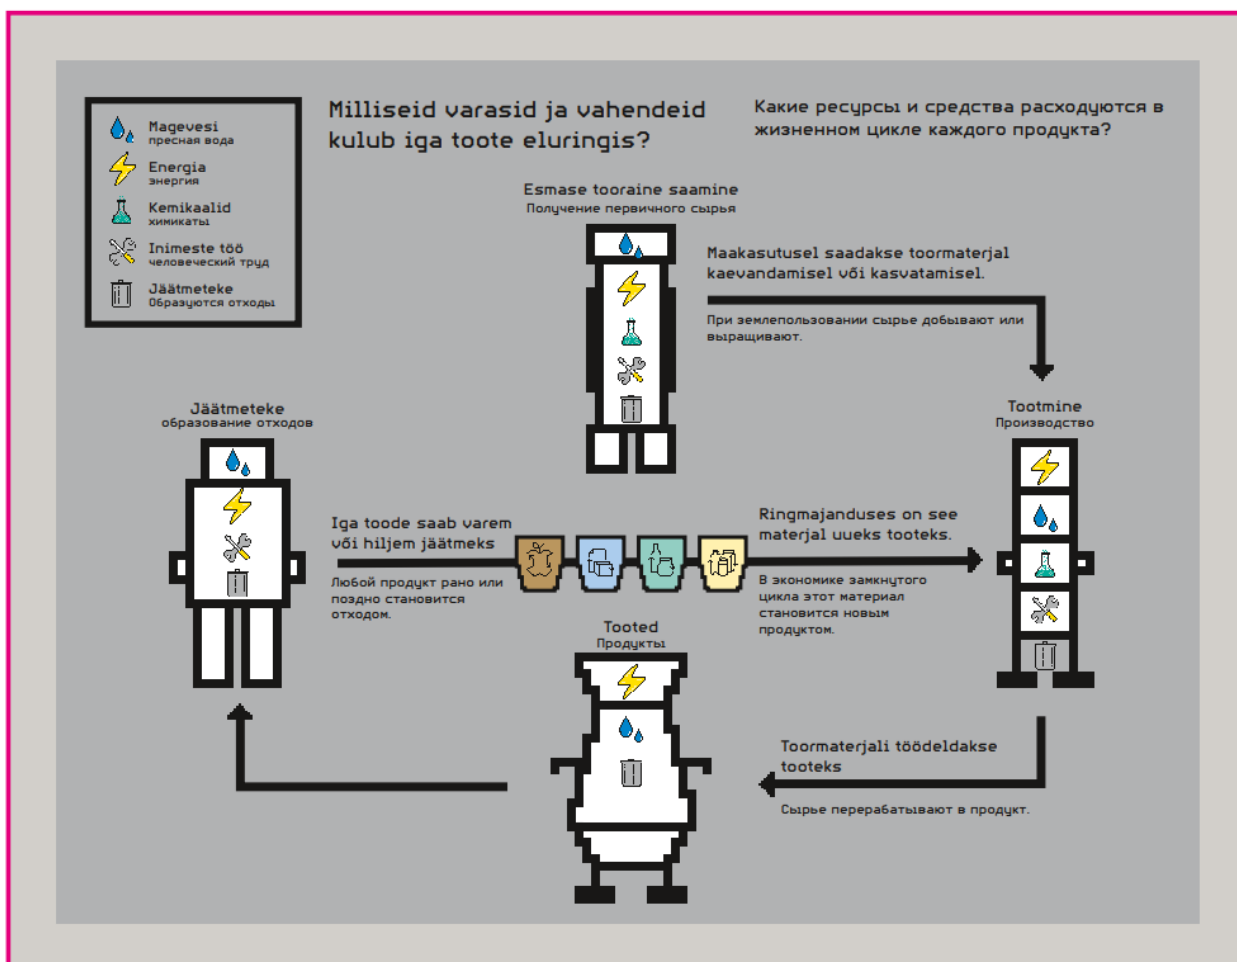 Magevesi
пресная вода
Energia
энергия
Kemikaalid
химикаты
Inimeste töö
человеческий труд
Jäätmeteke
Образуются отходы
Milliseid varasid ja vahendeid
kulub iga toote eluringis?
Какие ресурсы и средства расходуются в
жизненном цикле каждого продукта?
Esmase tooraine saamine
Получение первичного сырья
Maakasutusel saadakse toormaterjal
kaevandamisel või kasvatamisel.
При землепользовании сырье добывают или
выращивают.
Jäätmeteke
образование отходов
Tootmine
Производство
Iga toode saab varem
või hiljem jäätmeks
Любой продукт рано или
поздно становится
отходом.
Ringmajanduses on see
materjal uueks tooteks.
В экономике замкнутого
цикла этот материал
становится новым
продуктом.
Tooted
Продукты
Toormaterjali töödeldakse
tooteks
Сырье перерабатывают в продукт.